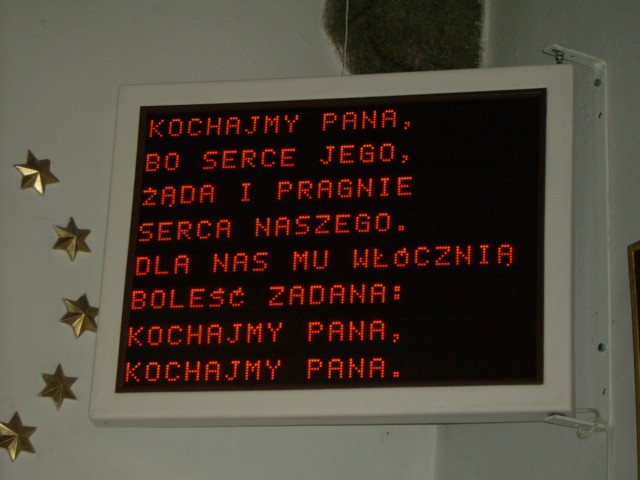 KOCHAJMY PANA,
BO SERCE JEGO,
ŻĄDA I PRAGNIE
SERCA NASZEGO.
DLA NAS MU WŁÓCZNIĄ
BOLEŚĆ ZADANA:
KOCHAJMY PANA,
KOCHAJMY PANA.